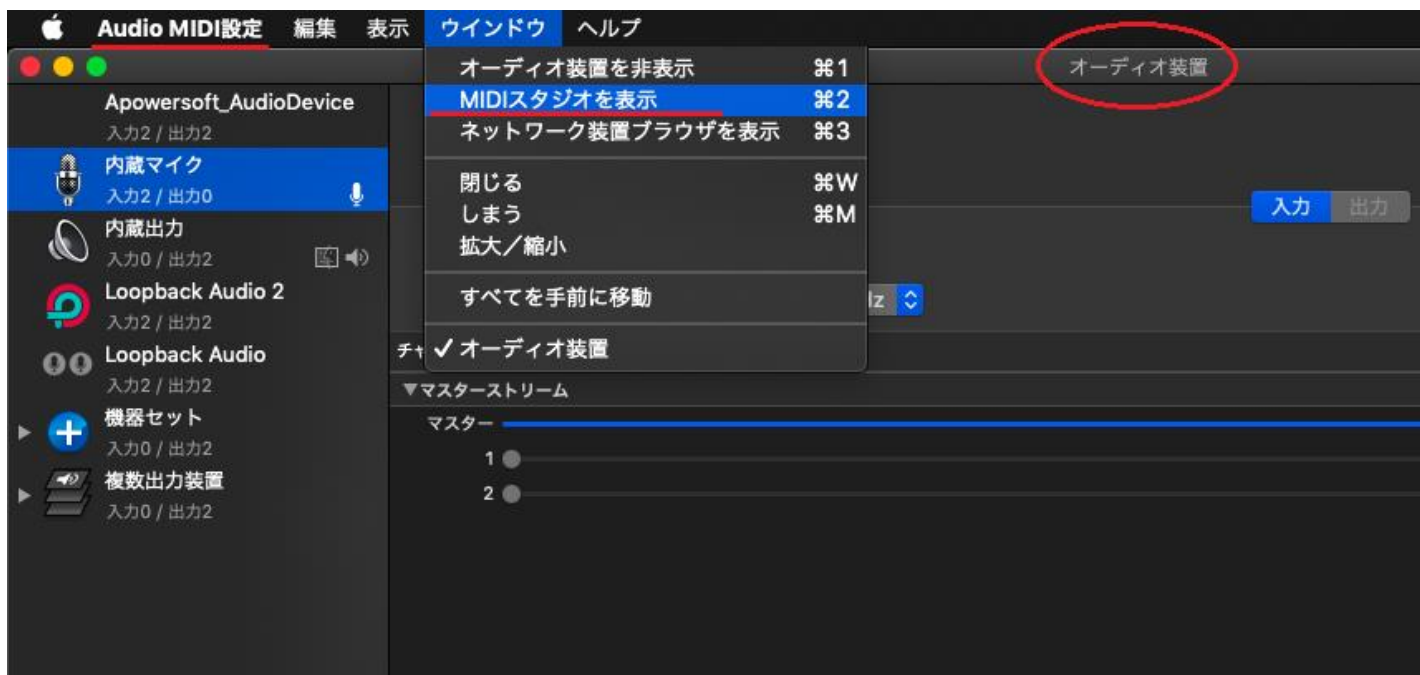 Audio MIDI設定 編集 表示 ウインドウ ヘルプ
オーディオ装置
オーディオ装置を非表示 ⌘1
MIDIスタジオを表示 ⌘2
ネットワーク装置ブラウザを表示 ⌘3
閉じる ⌘W
しまう ⌘M
拡大／縮小
すべてを手前に移動
✓ オーディオ装置
Apowersoft_AudioDevice
入力2 / 出力2
内蔵マイク
入力2 / 出力0
内蔵出力
入力0 / 出力2
Loopback Audio 2
入力2 / 出力2
Loopback Audio
入力2 / 出力2
機器セット
入力0 / 出力2
複数出力装置
入力0 / 出力2
入力 出力
マスターストリーム
マスター
1
2